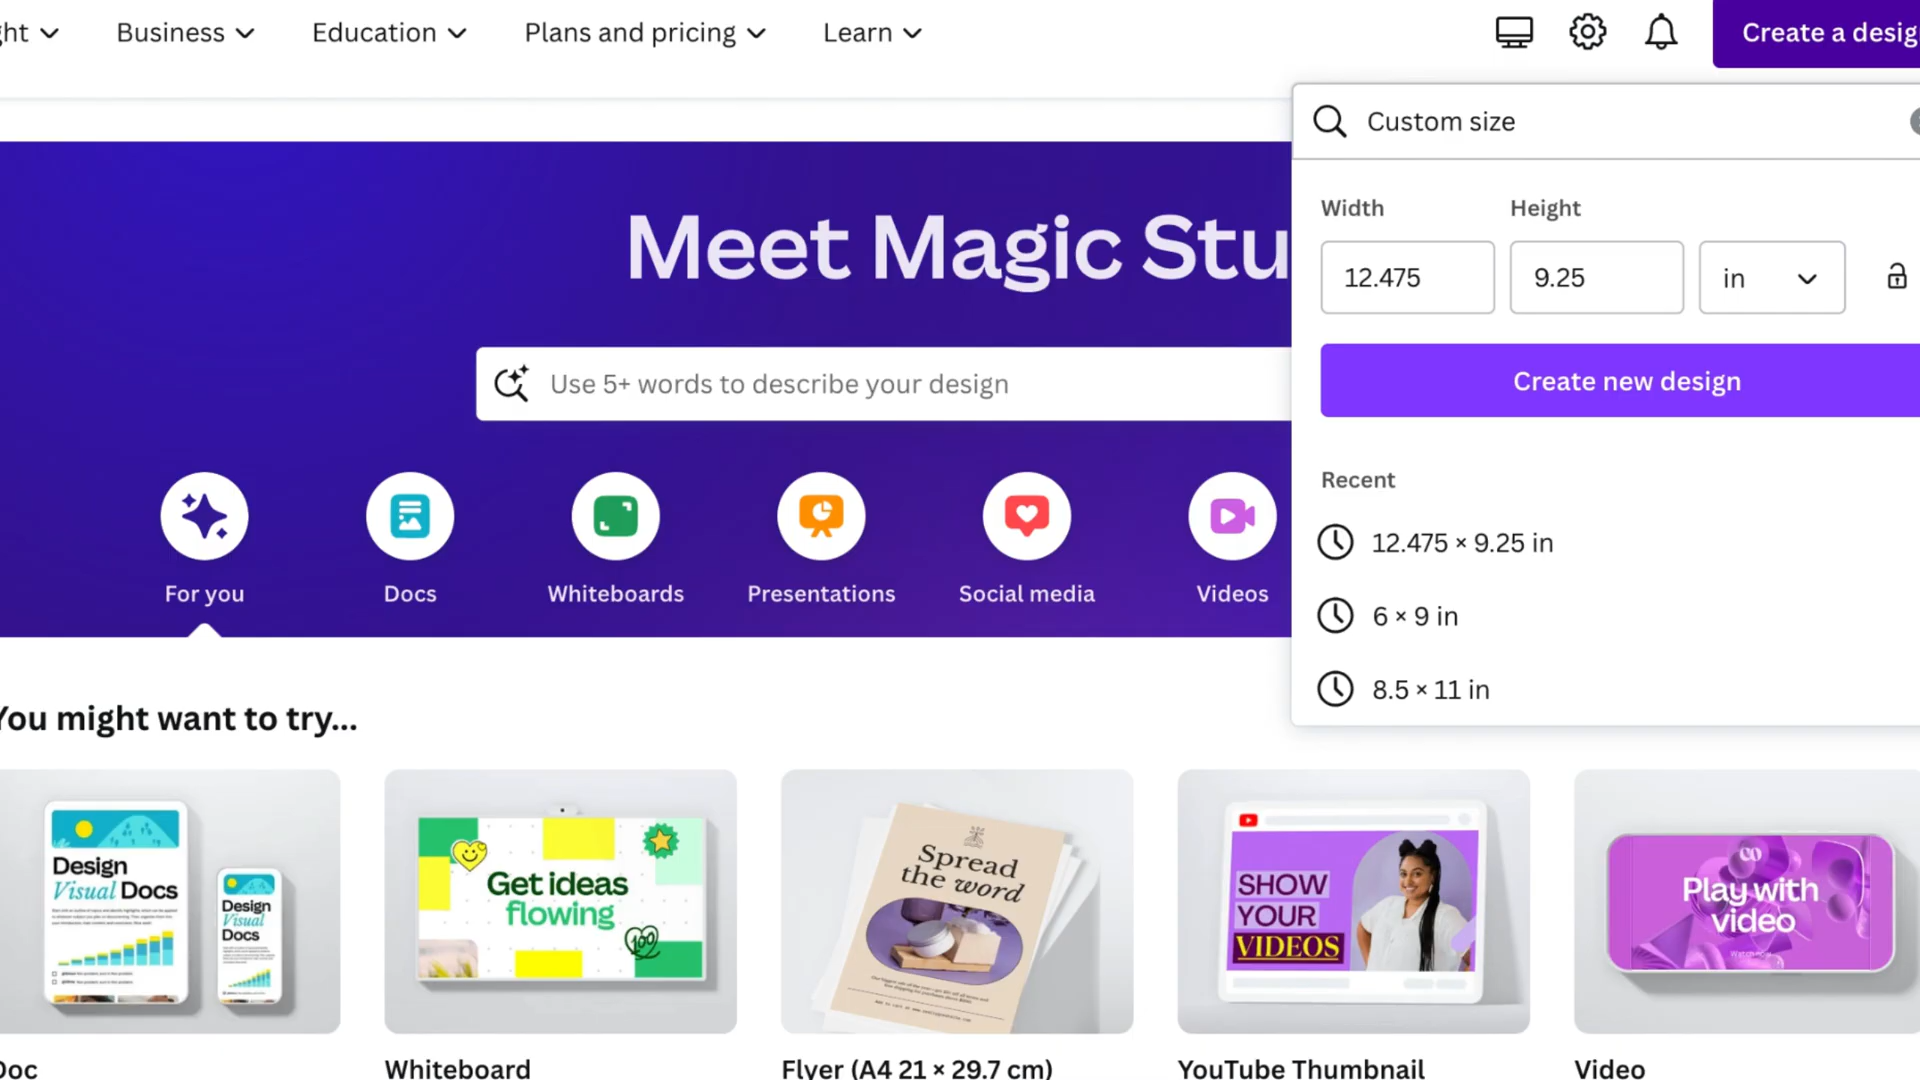 ght
Business
Education
Plans and pricing
Learn
Create a desig
Custom size
Width
Height
12.475
9.25
in
Create new design
Meet Magic Stu
Use 5+ words to describe your design
For you
Docs
Whiteboards
Presentations
Social media
Videos
Recent
12.475 × 9.25 in
6 × 9 in
8.5 × 11 in
You might want to try...
Design
Visual Docs
Design
Visual
Docs
Get ideas
flowing
100
Spread
the word
SHOW
YOUR
VIDEOS
Play with
video
Doc
Whiteboard
Flyer (A4 21 × 29.7 cm)
YouTube Thumbnail
Video